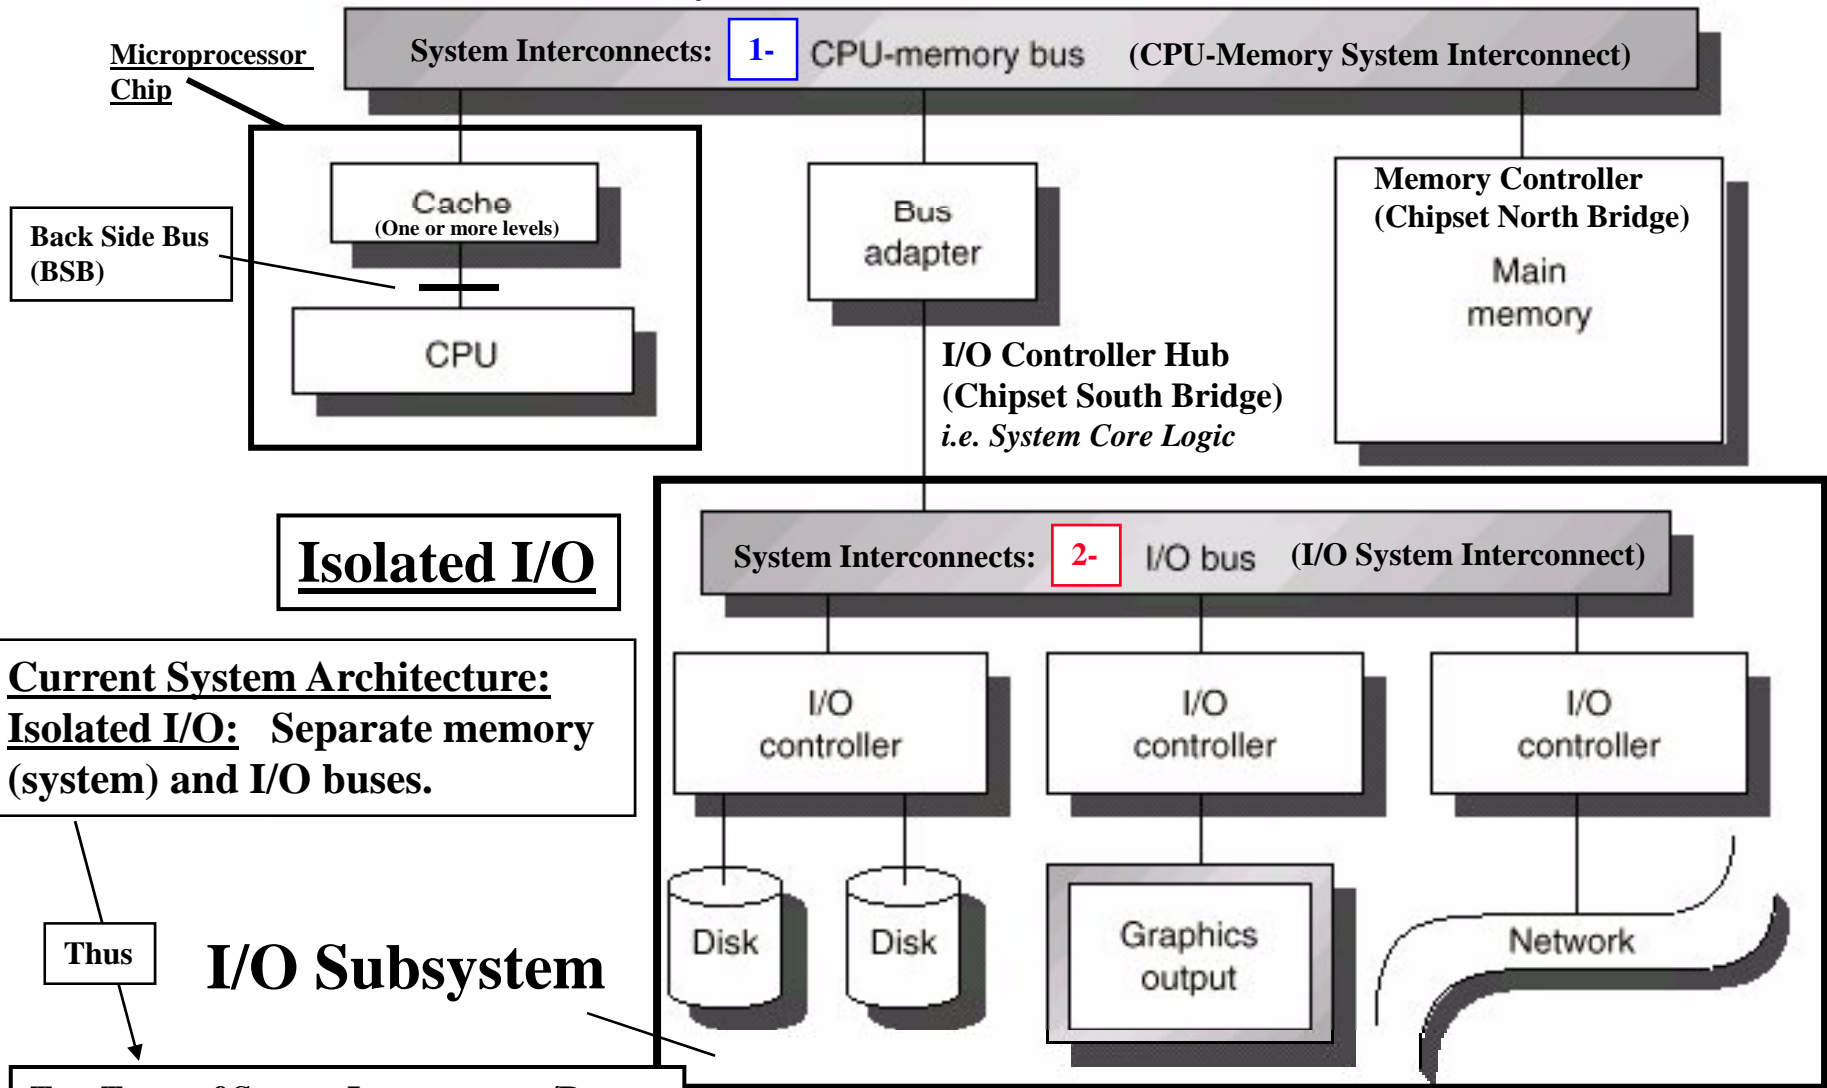 System Interconnects: 1- CPU-memory bus (CPU-Memory System Interconnect)
Microprocessor
Chip
Cache
(One or more levels)
Back Side Bus
(BSB)
CPU
Bus
adapter
Memory Controller
(Chipset North Bridge)
Main
memory
I/O Controller Hub
(Chipset South Bridge)
i.e. System Core Logic
Isolated I/O
System Interconnects: 2- I/O bus (I/O System Interconnect)
Current System Architecture:
Isolated I/O: Separate memory
(system) and I/O buses.
I/O
controller
I/O
controller
I/O
controller
Thus
I/O Subsystem
Disk
Disk
Graphics
output
Network